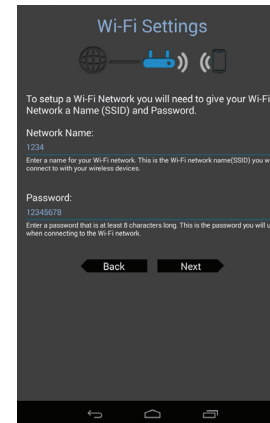 Wi-Fi Settings
To setup a Wi-Fi Network you will need to give your Wi-Fi
Network a Name (SSID) and Password.
Network Name:
1234
Enter a name for your Wi-Fi network. This is the Wi-Fi network name(SSID) you w
connect to with your wireless devices.
Password:
12345678
Enter a password that is at least 8 characters long. This is the password you will u
when connecting to the Wi-Fi network.
Back Next